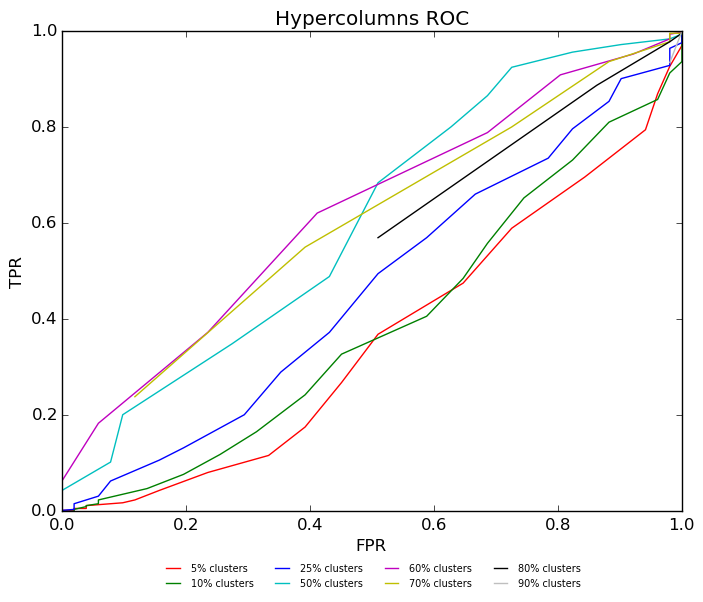 Hypercolumns ROC
1.0
0.8
0.6
0.4
0.2
0.0
TPR
0.0 0.2 0.4 0.6 0.8 1.0
FPR
5% clusters 25% clusters 60% clusters 80% clusters
10% clusters 50% clusters 70% clusters 90% clusters